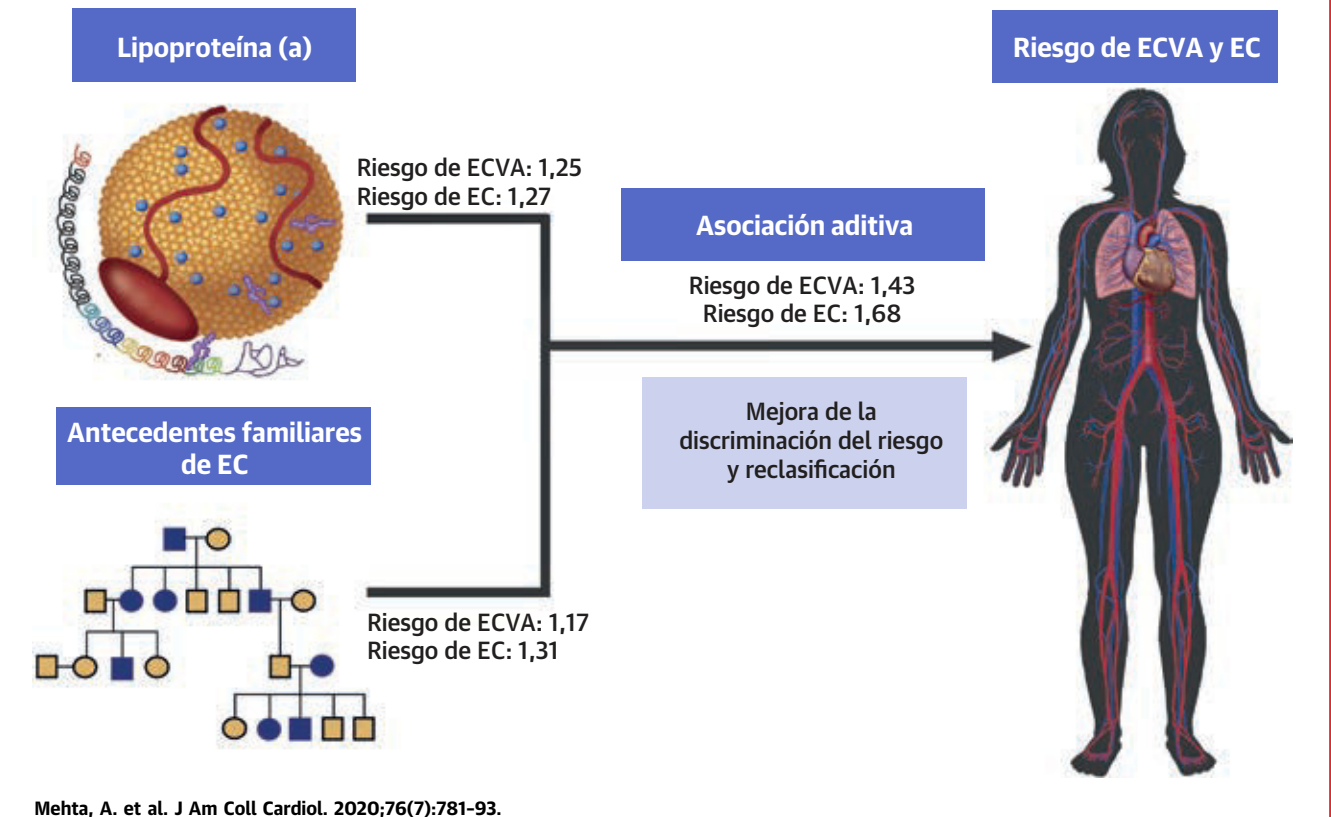 Lipoproteína (a)
Riesgo de ECVA y EC
Riesgo de ECVA: 1,25
Riesgo de EC: 1,27
Asociación aditiva
Riesgo de ECVA: 1,43
Riesgo de EC: 1,68
Mejora de la
discriminación del riesgo
y reclasificación
Antecedentes familiares
de EC
Riesgo de ECVA: 1,17
Riesgo de EC: 1,31
Mehta, A. et al. J Am Coll Cardiol. 2020;76(7):781-93.